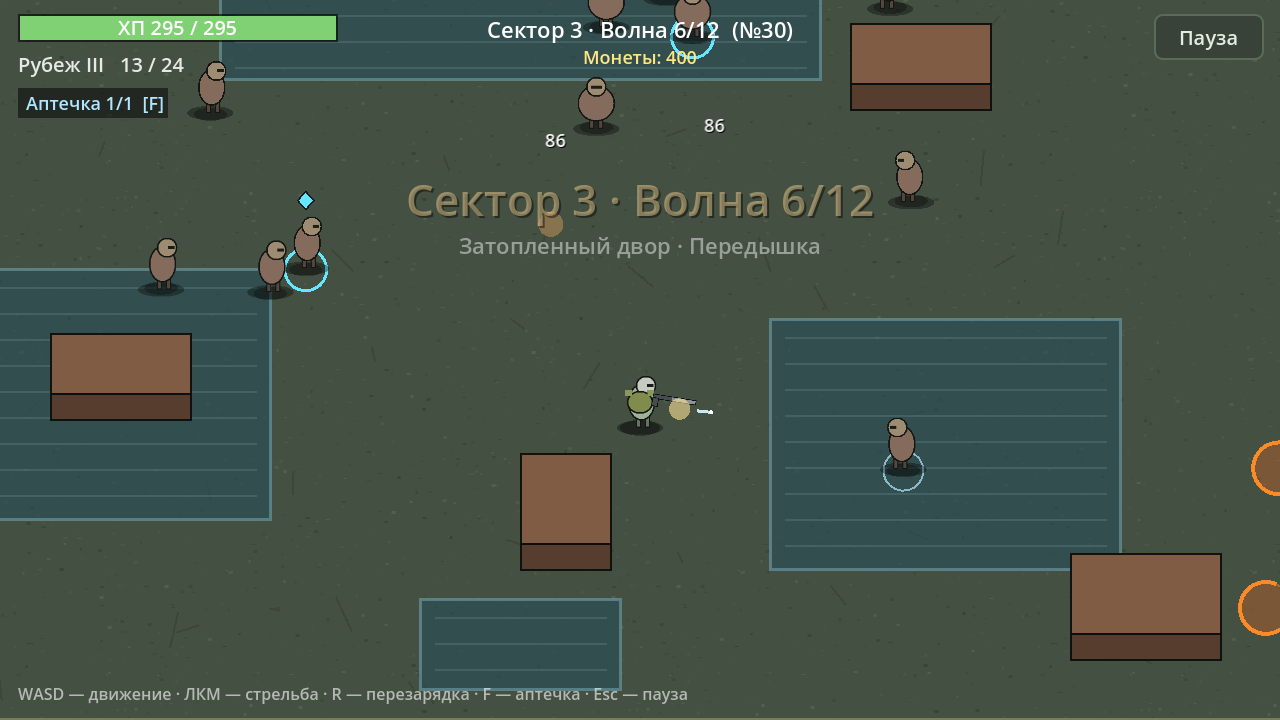 ХП 295 / 295
Сектор 3 · Волна 6/12 (№30)
Монеты: 400
Пауза
Рубеж III 13 / 24
Аптечка 1/1 [F]
86
86
Сектор 3 · Волна 6/12
Затопленный двор · Передышка
WASD — движение · ЛКМ — стрельба · R — перезарядка · F — аптечка · Esc — пауза